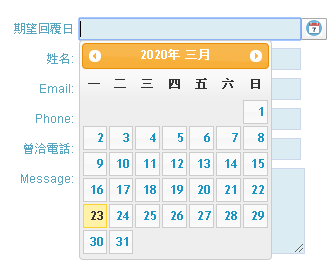 期望回覆日
7
姓名:
2020年 三月
一 二 三 四 五 六 日
1
Email:
2 3 4 5 6 7 8
Phone:
9 10 11 12 13 14 15
曾洽電話:
16 17 18 19 20 21 22
Message:
23 24 25 26 27 28 29
30 31